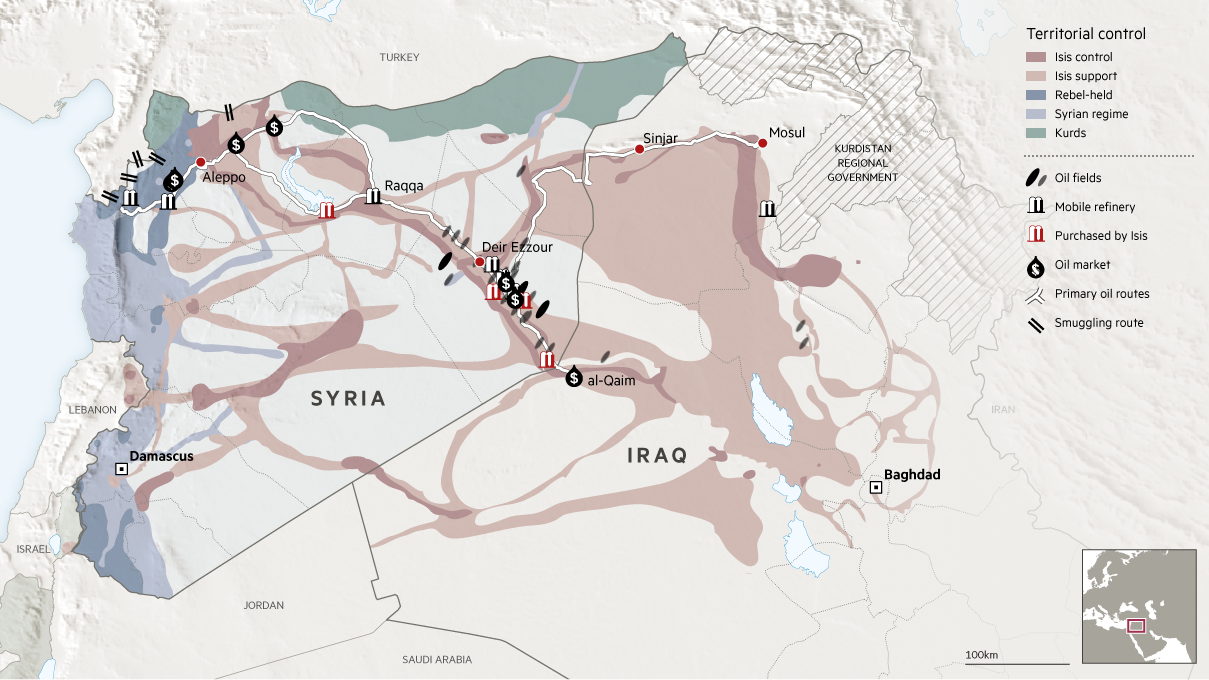 TURKEY
Territorial control
Isis control
Isis support
Rebel-held
Syrian regime
Kurds
Oil fields
Mobile refinery
Purchased by Isis
$
Oil market
Primary oil routes
Smuggling route
$
$
$
Aleppo
Raqqa
Sinjar
Mosul
KURDISTAN
REGIONAL
GOVERNMENT
Deir Ezzour
$
$
$
al-Qaim
SYRIA
LEBANON
IRAN
Damascus
IRAQ
Baghdad
ISRAEL
JORDAN
SAUDI ARABIA
100km